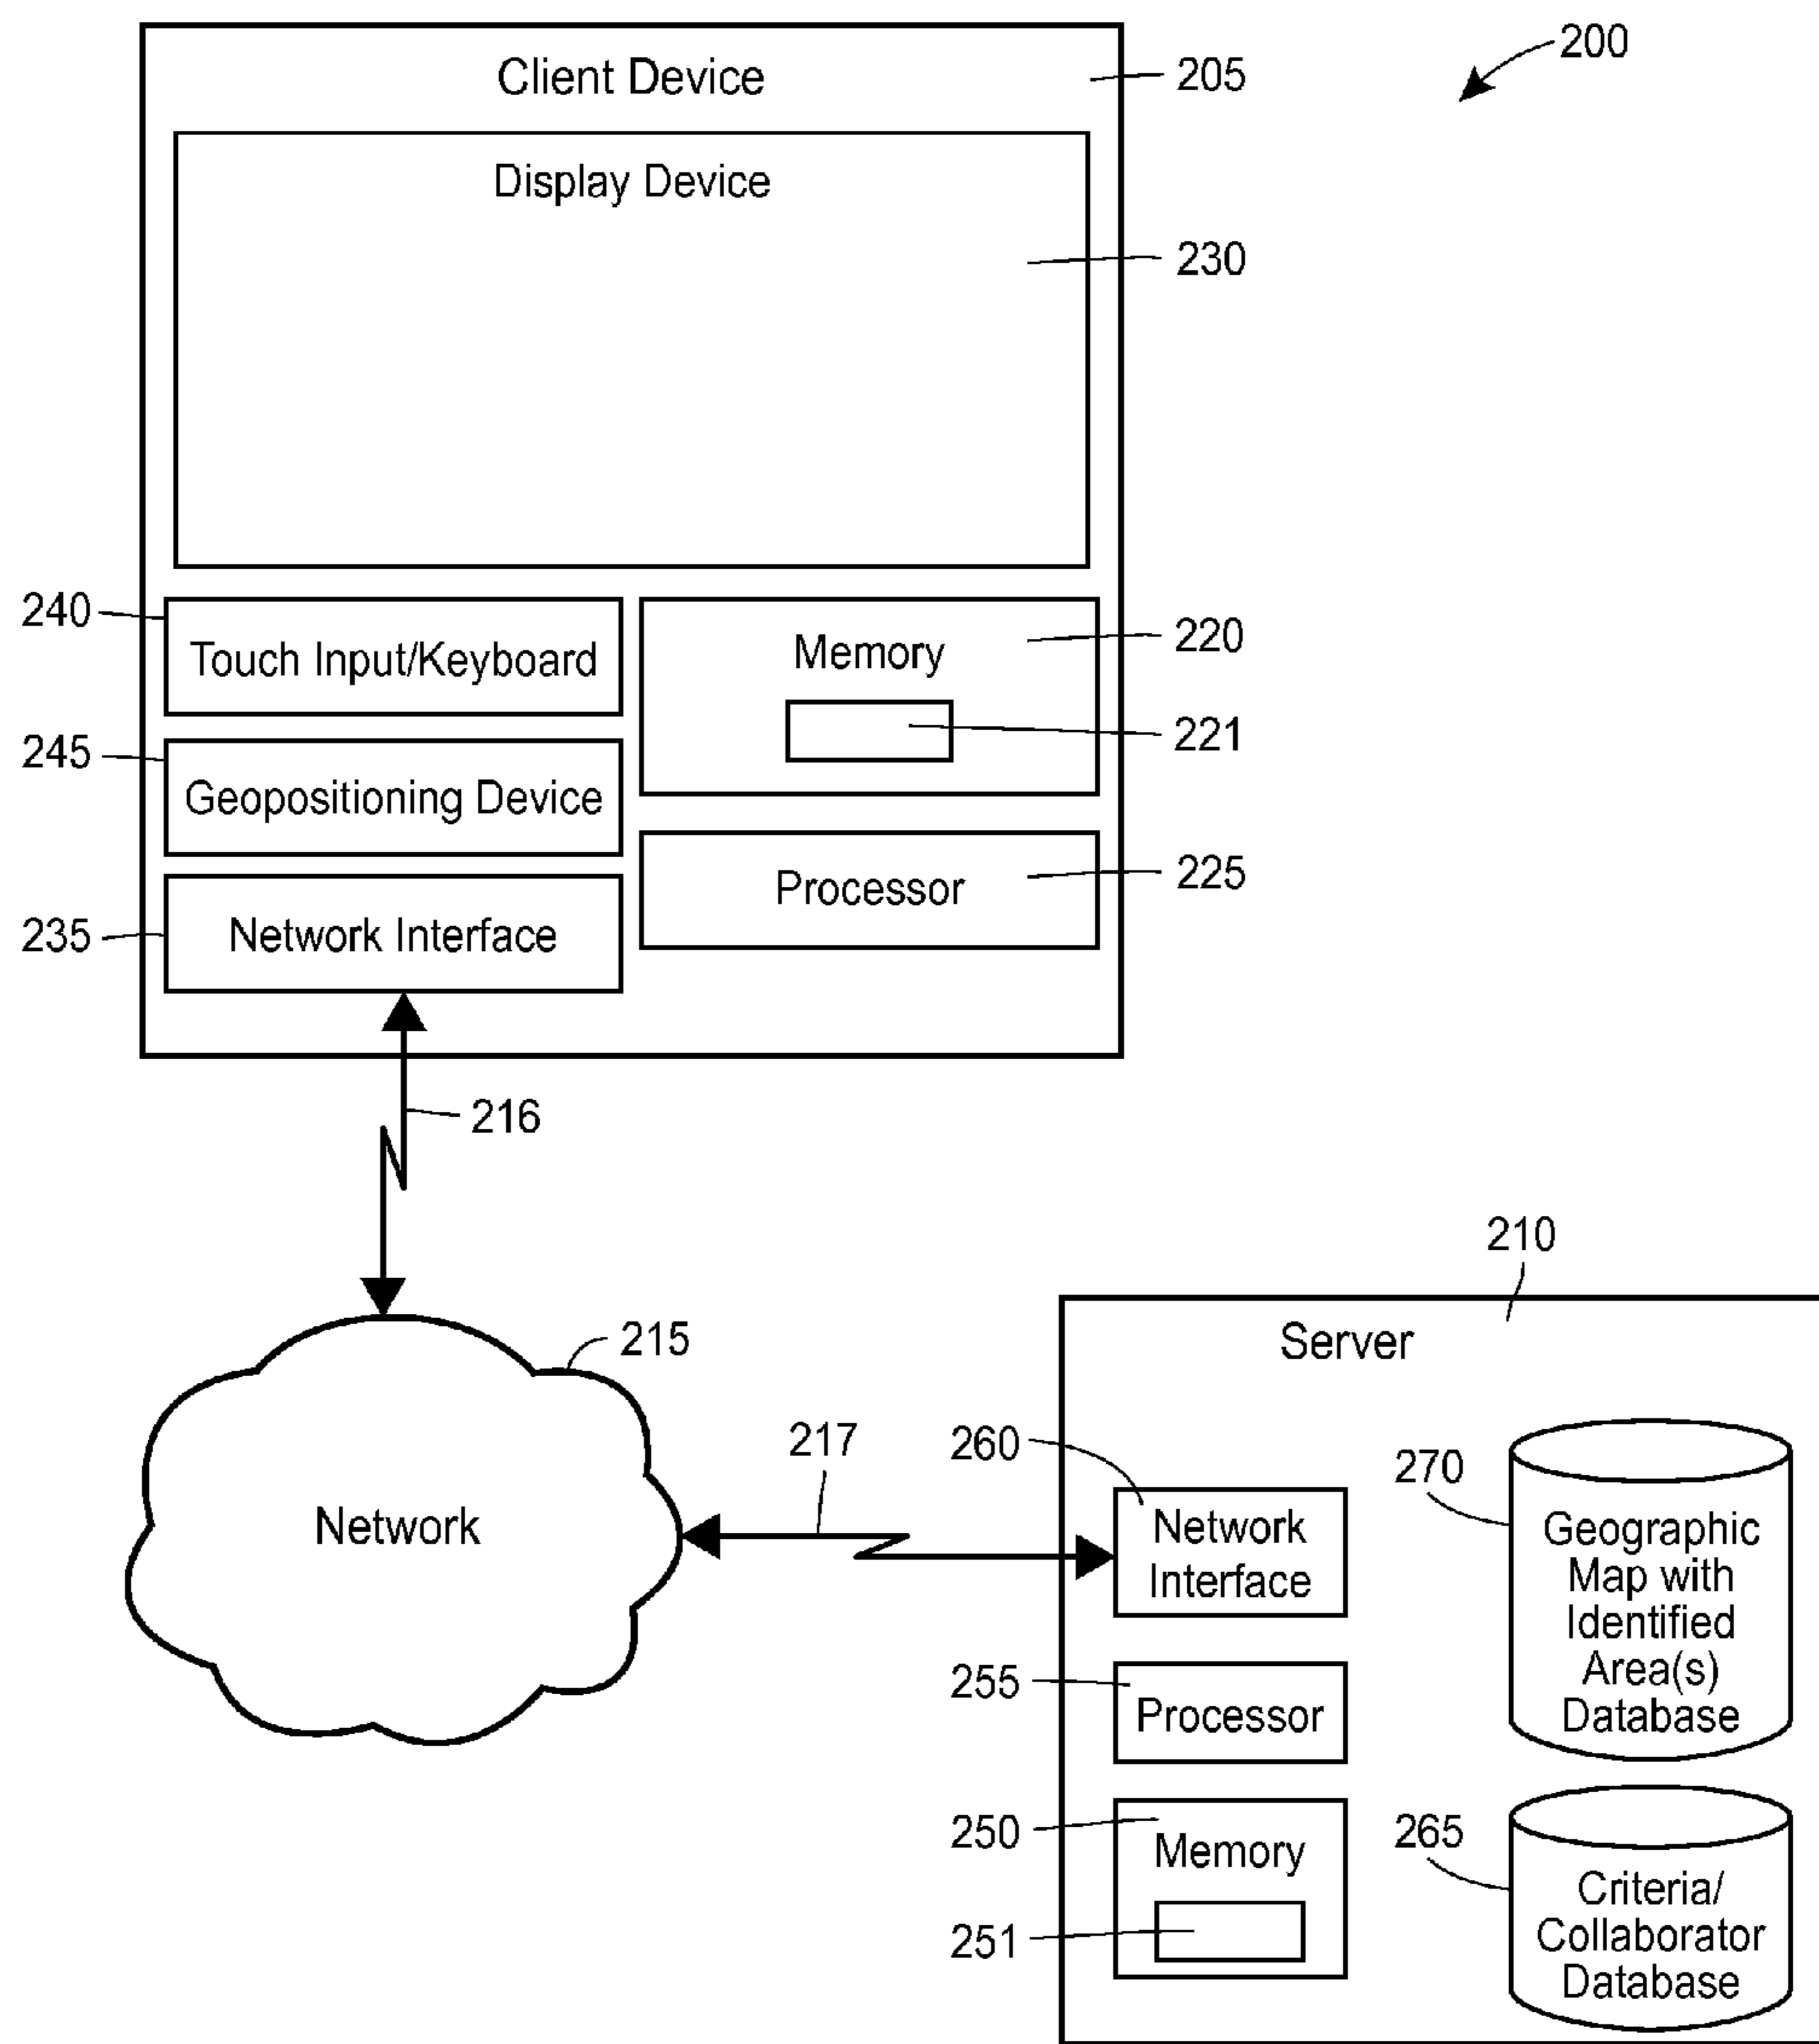 200
Client Device
205
Display Device
230
240
Touch Input/Keyboard
Memory
220
221
245
Geopositioning Device
Processor
225
235
Network Interface
216
210
Server
215
Network
217
260
Network
Interface
270
Geographic
Map with
Identified
Area(s)
Database
255
Processor
250
Memory
251
265
Criteria/
Collaborator
Database